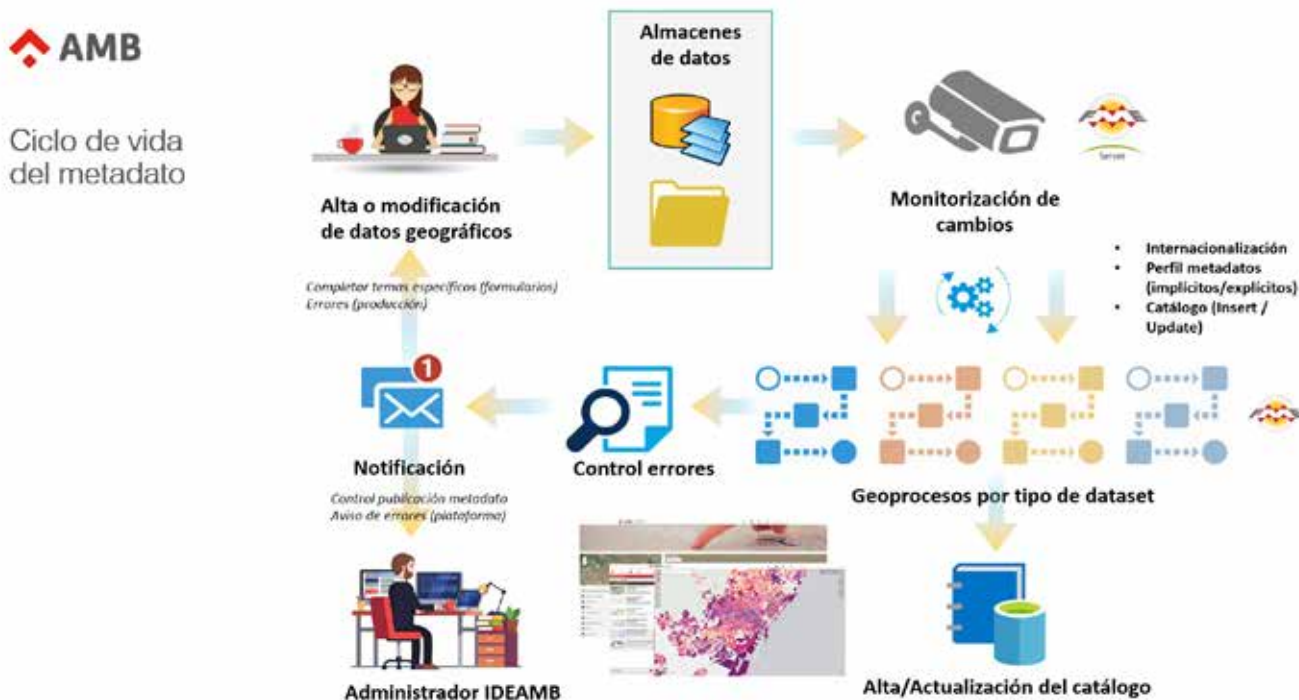 AMB
Ciclo de vida
del metadato
Almacenes
de datos
Alta o modificación
de datos geográficos
Monitorización de
cambios
Server
• Internacionalización
• Perfil metadatos
(implícitos/explícitos)
• Catálogo (Insert /
Update)
Completar temas específicos (formularios)
Errores (producción)
1
Notificación
Control errores
Geoprocesos por tipo de dataset
Control publicación metadato
Aviso de errores (plataforma)
Administrador IDEAMB
Alta/Actualización del catálogo